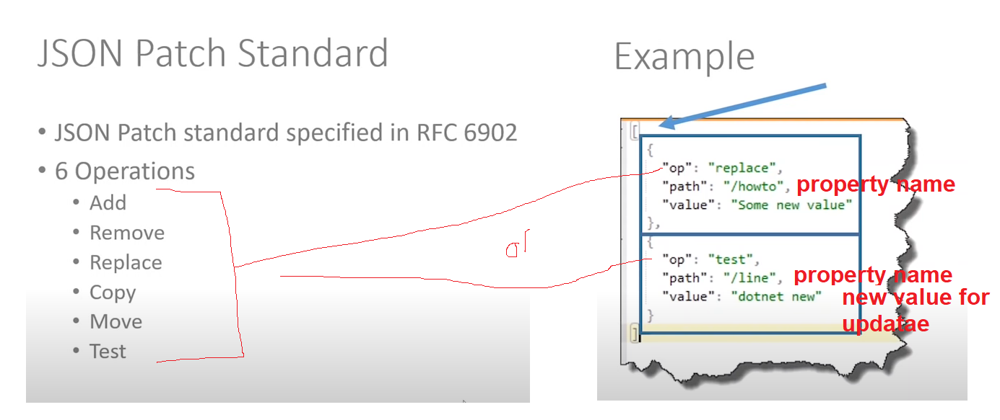 JSON Patch Standard
• JSON Patch standard specified in RFC 6902
• 6 Operations
• Add
• Remove
• Replace
• Copy
• Move
• Test
Example
[
{
"op": "replace",
"path": "/howto", property name
"value": "Some new value"
},
{
"op": "test",
"path": "/line", property name
"value": "dotnet new" new value for
updatae
}
]